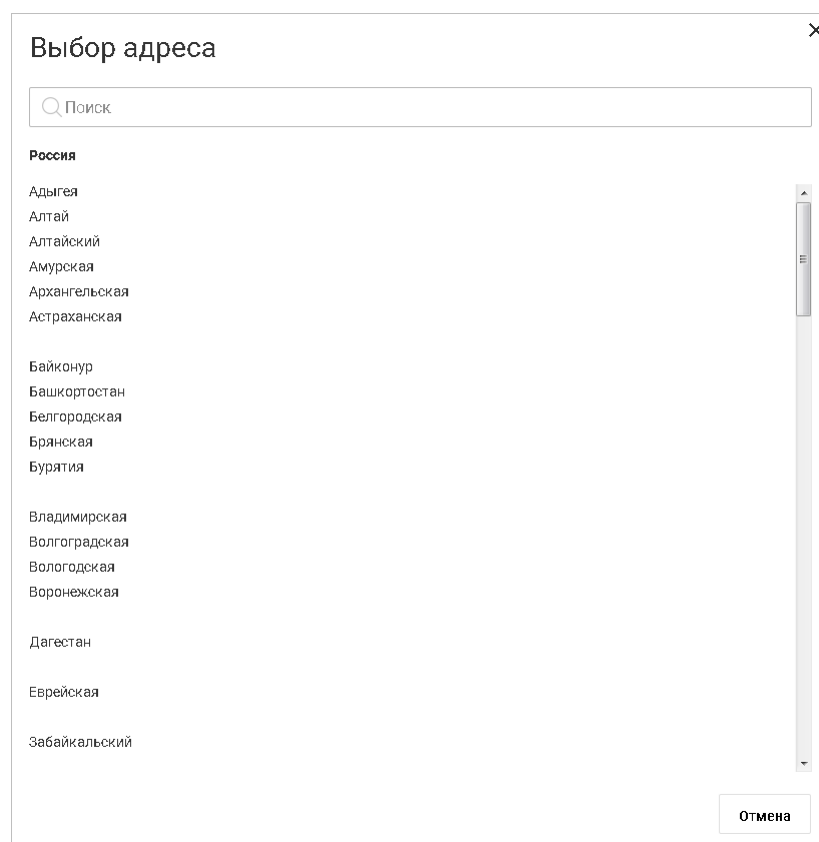 Выбор адреса
Поиск
Россия
Адыгея
Алтай
Алтайский
Амурская
Архангельская
Астраханская
Байконур
Башкортостан
Белгородская
Брянская
Бурятия
Владимирская
Волгоградская
Вологодская
Воронежская
Дагестан
Еврейская
Забайкальский
Отмена